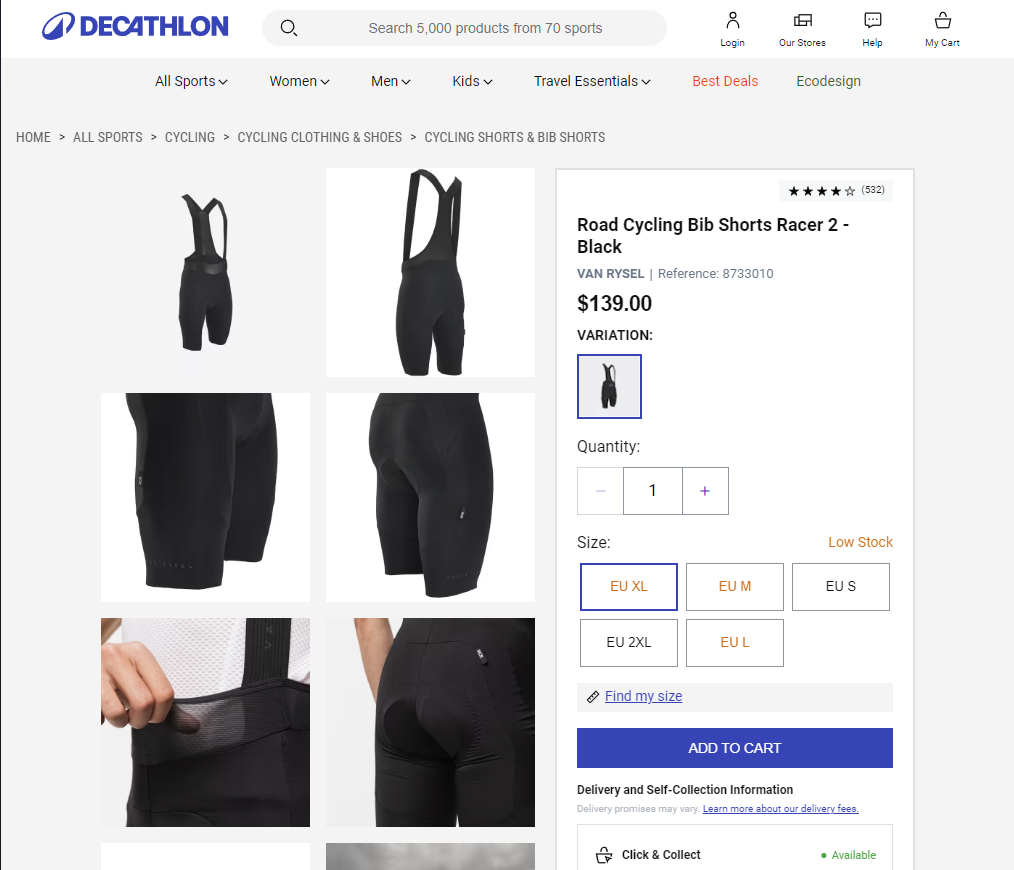 DECATHLON
Search 5,000 products from 70 sports
Login
Our Stores
Help
My Cart
All Sports
Women
Men
Kids
Travel Essentials
Best Deals
Ecodesign
HOME > ALL SPORTS > CYCLING > CYCLING CLOTHING & SHOES > CYCLING SHORTS & BIB SHORTS
(532)
Road Cycling Bib Shorts Racer 2 -
Black
VAN RYSEL | Reference: 8733010
$139.00
VARIATION:
Quantity:
− 1 +
Size:
Low Stock
EU XL
EU M
EU S
EU 2XL
EU L
Find my size
ADD TO CART
Delivery and Self-Collection Information
Delivery promises may vary. Learn more about our delivery fees.
Click & Collect
Available